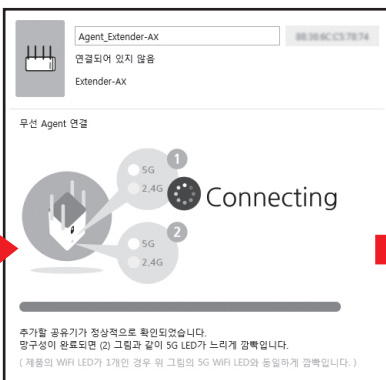 Agent_Extender-AX
연결되어 있지 않음
Extender-AX
무선 Agent 연결
1
5G
2,4G
Connecting
2
5G
2,4G
추가할 공유기가 정상적으로 확인되었습니다.
망구성이 완료되면 (2) 그림과 같이 5G LED가 느리게 깜빡입니다.
( 제품의 WiFi LED가 1개인 경우 위 그림의 5G WiFi LED와 동일하게 깜빡입니다. )